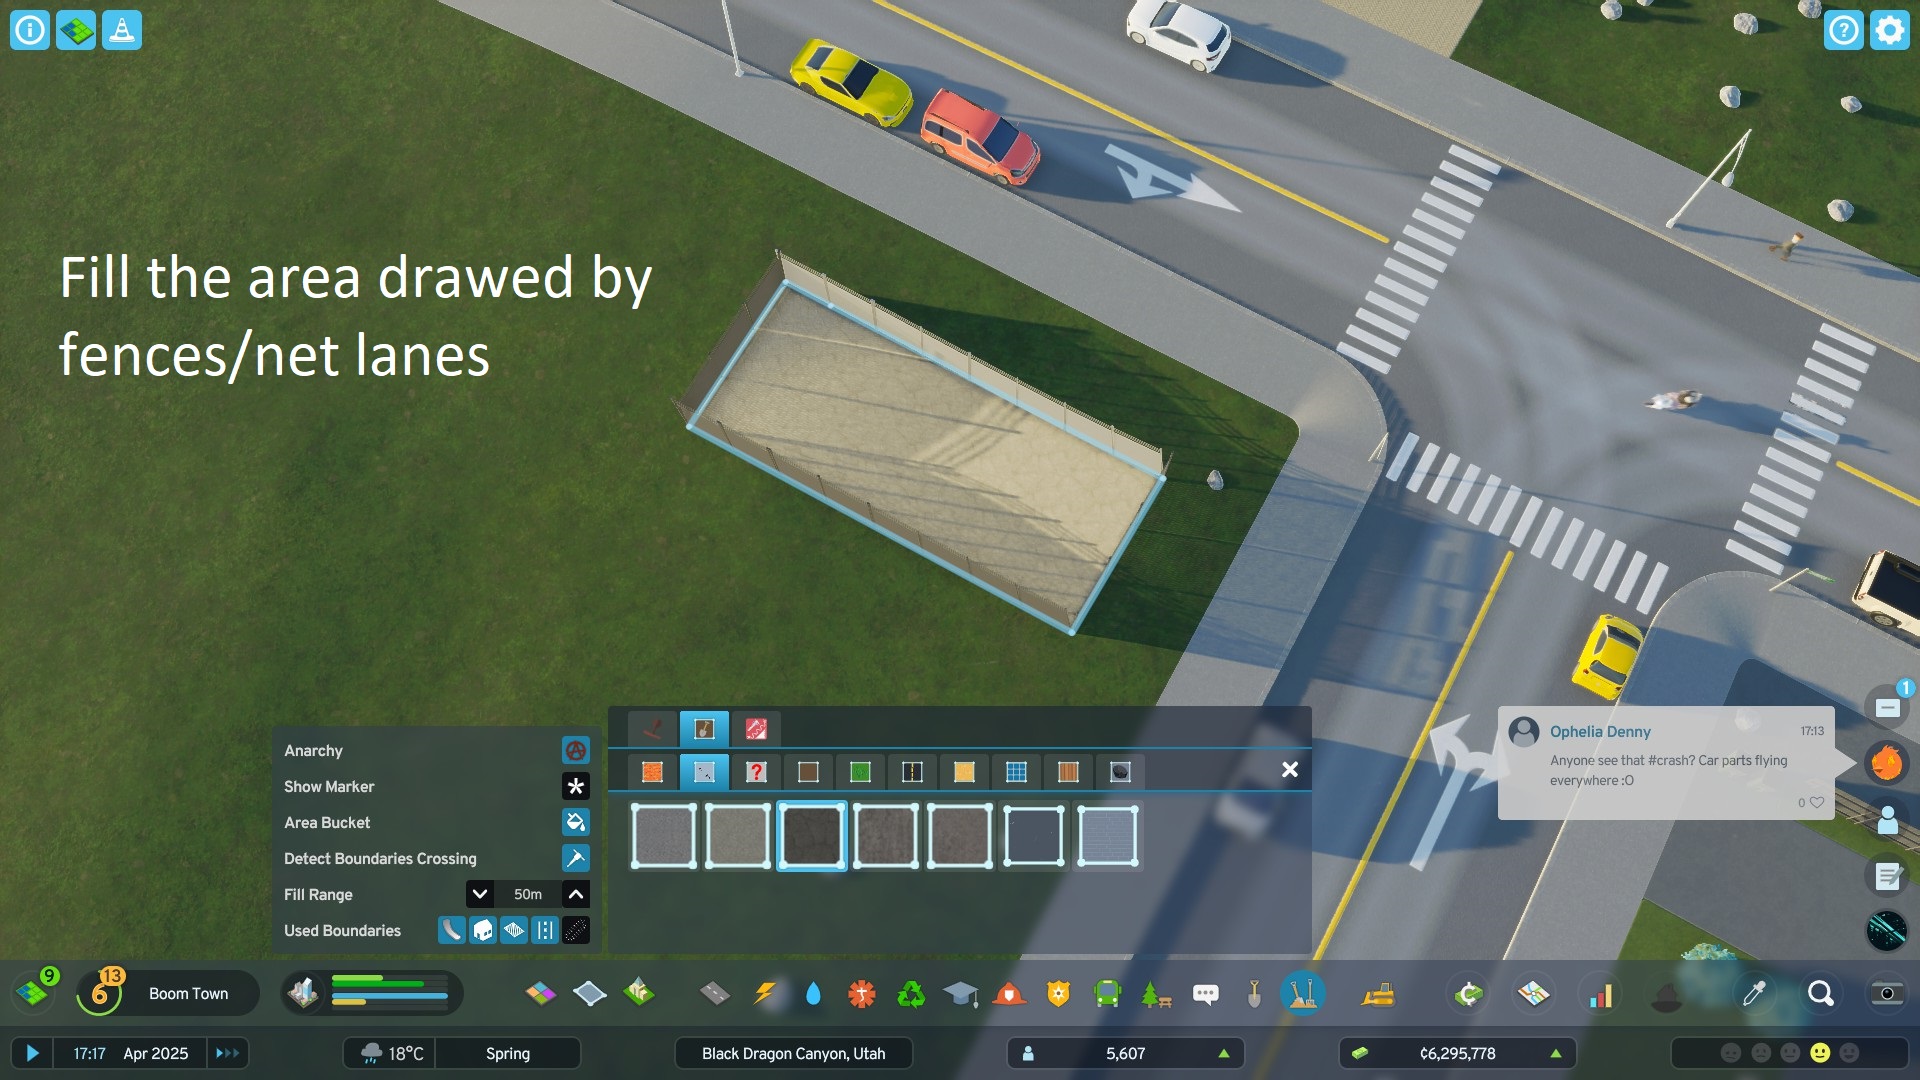 Fill the area drawed by
fences/net lanes
Anarchy
Show Marker
Area Bucket
Detect Boundaries Crossing
Fill Range
50m
Used Boundaries
?
Ophelia Denny
17:13
Anyone see that #crash? Car parts flying
everywhere :O
0
1
9
13
6
Boom Town
17:17
Apr 2025
18°C
Spring
Black Dragon Canyon, Utah
5,607
¢6,295,778